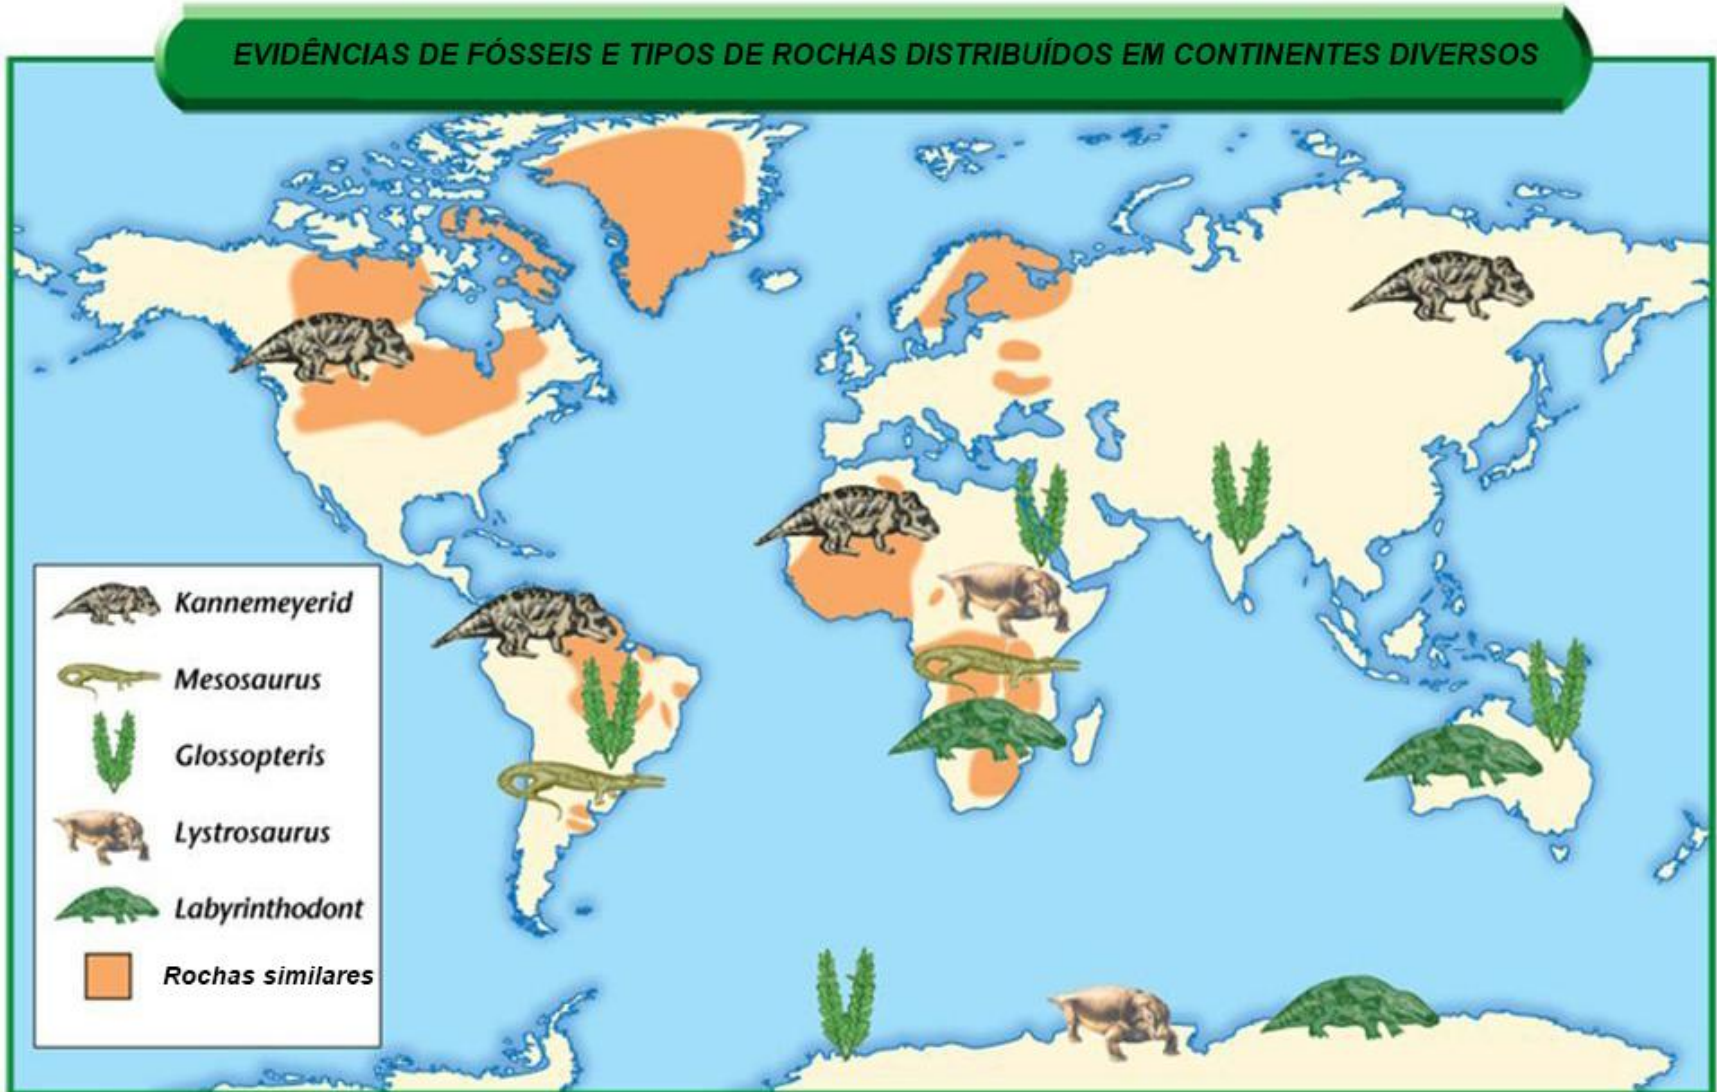 EVIDÊNCIAS DE FÓSSEIS E TIPOS DE ROCHAS DISTRIBUÍDOS EM CONTINENTES DIVERSOS
Kannemeyerid
Mesosaurus
Glossopteris
Lystrosaurus
Labyrinthodont
Rochas similares